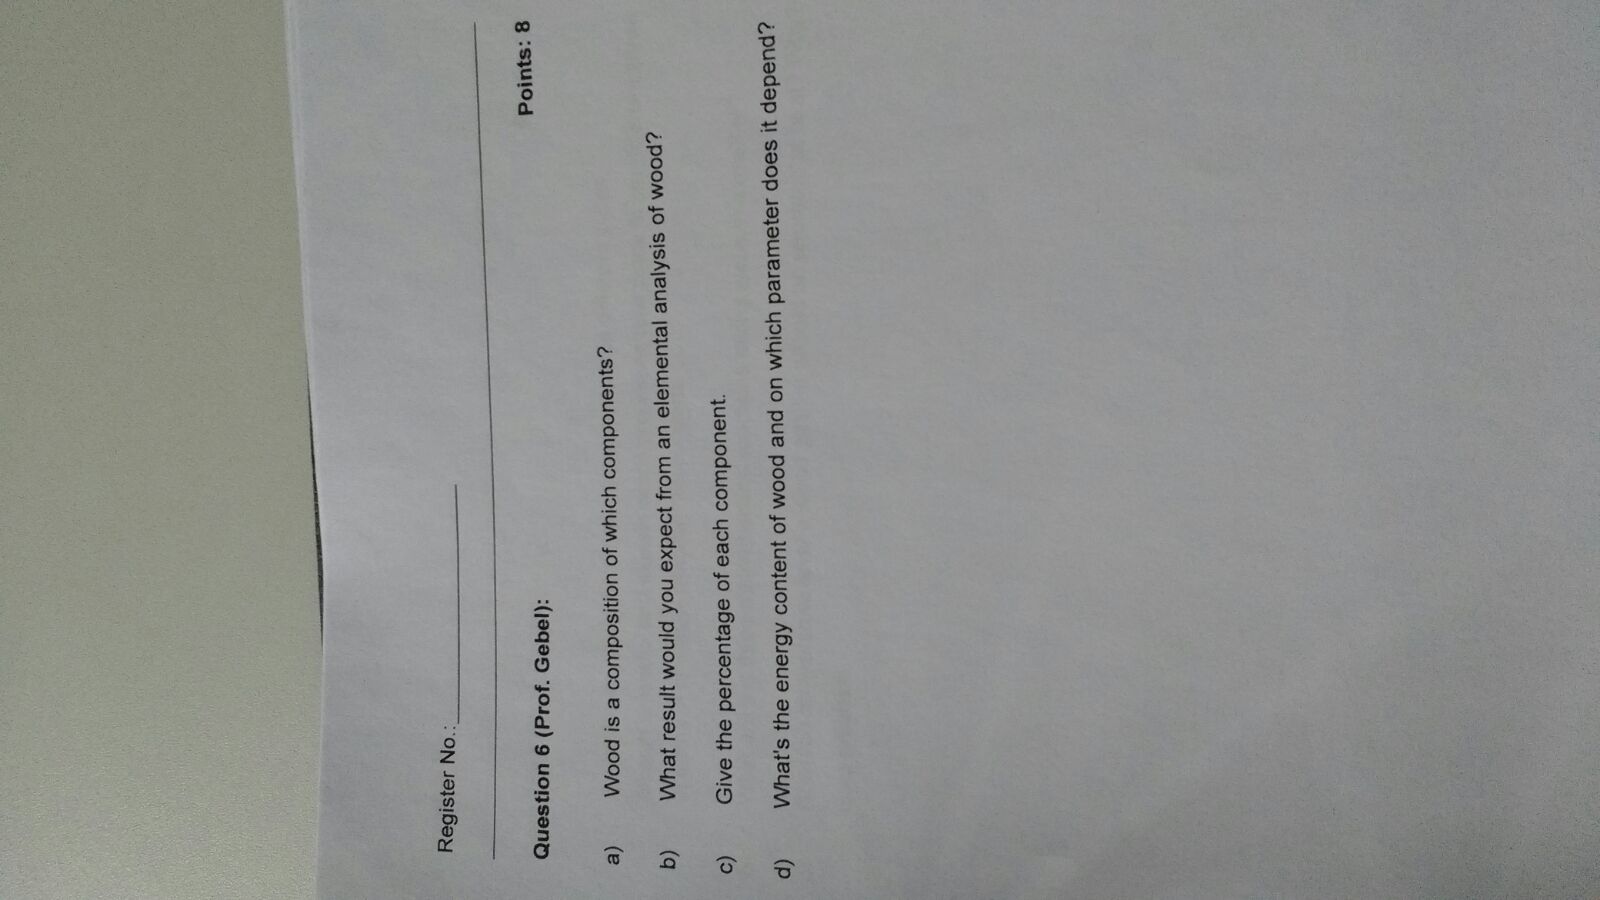 Register No.:
Points: 8
Question 6 (Prof. Gebel):
a) Wood is a composition of which components?
b) What result would you expect from an elemental analysis of wood?
c) Give the percentage of each component.
d) What's the energy content of wood and on which parameter does it depend?